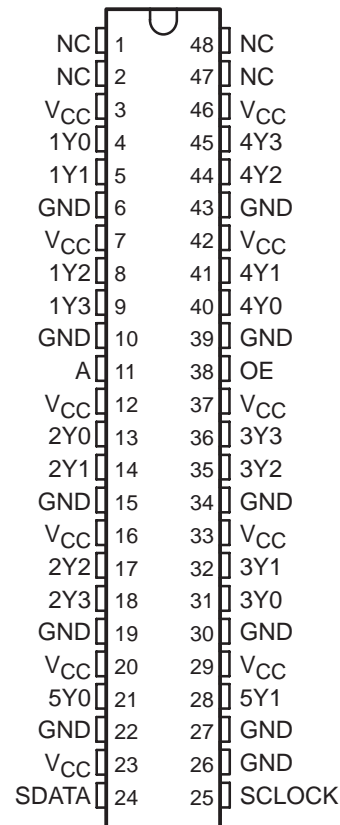 NC 1 48 NC
NC 2 47 NC
VCC 3 46 VCC
1Y0 4 45 4Y3
1Y1 5 44 4Y2
GND 6 43 GND
VCC 7 42 VCC
1Y2 8 41 4Y1
1Y3 9 40 4Y0
GND 10 39 GND
A 11 38 OE
VCC 12 37 VCC
2Y0 13 36 3Y3
2Y1 14 35 3Y2
GND 15 34 GND
VCC 16 33 VCC
2Y2 17 32 3Y1
2Y3 18 31 3Y0
GND 19 30 GND
VCC 20 29 VCC
5Y0 21 28 5Y1
GND 22 27 GND
VCC 23 26 GND
SDATA 24 25 SCLOCK